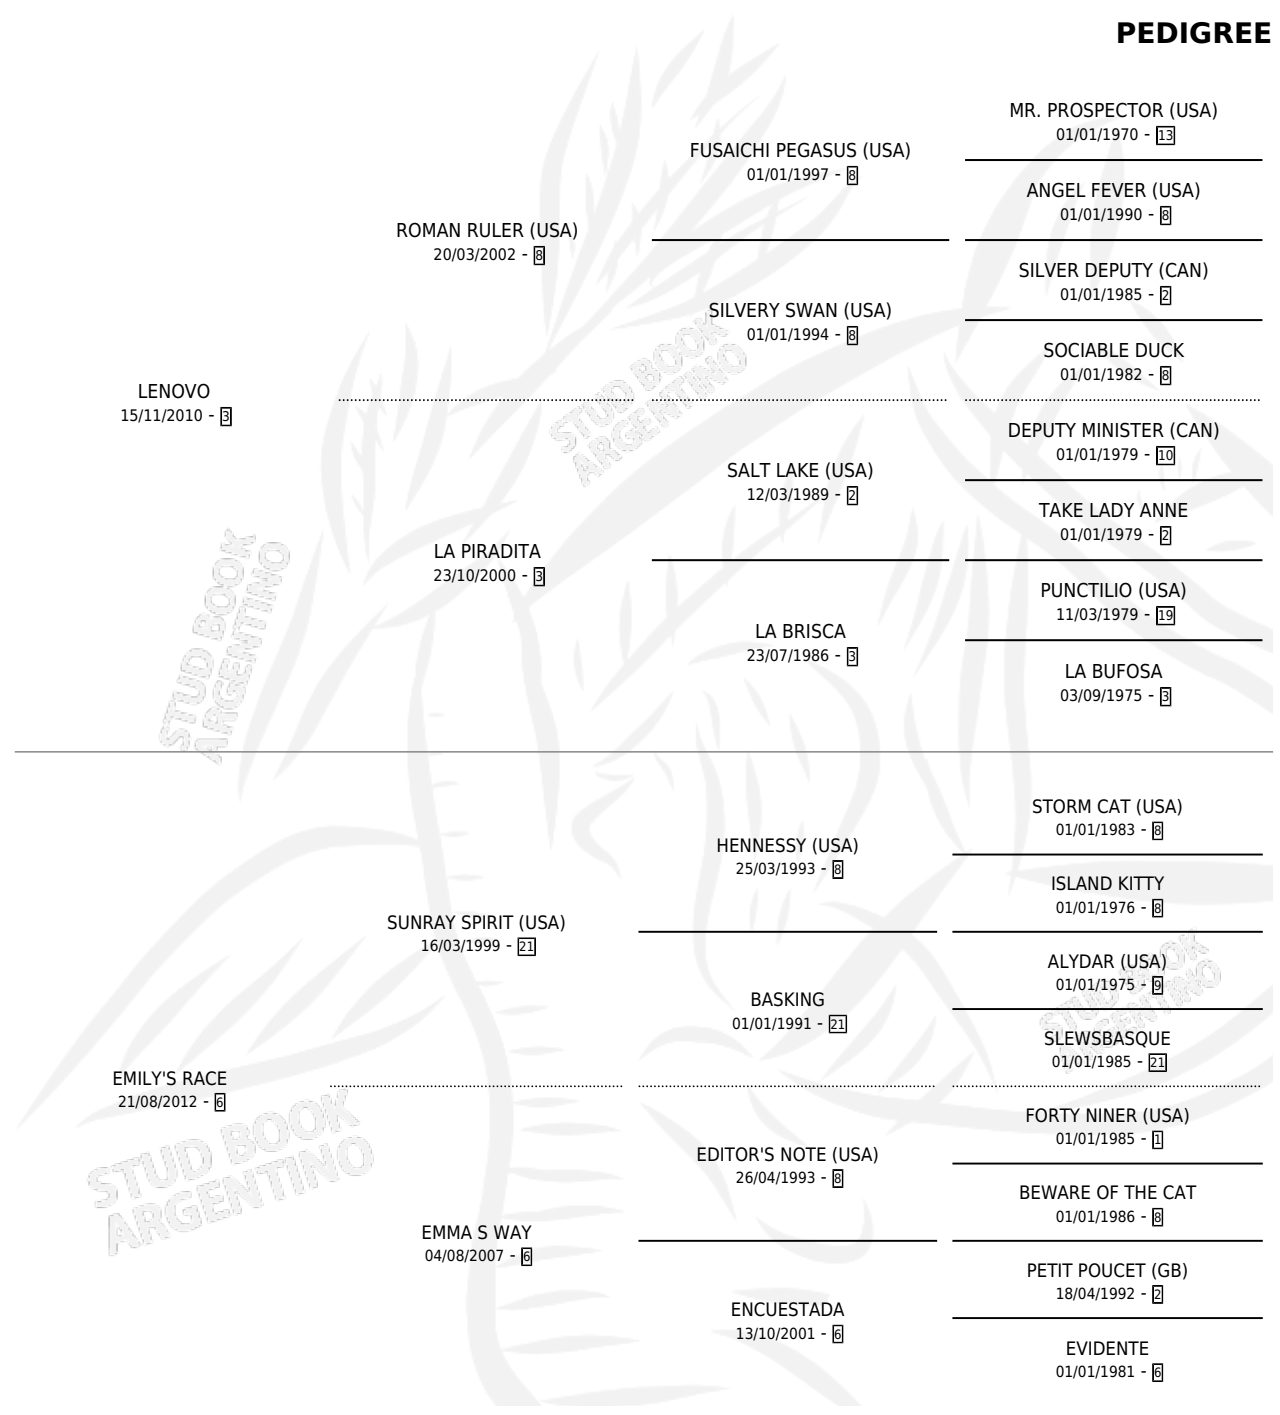 PEDIGREE
MR. PROSPECTOR (USA)
01/01/1970 - 13
FUSAICHI PEGASUS (USA)
01/01/1997 - 8
ANGEL FEVER (USA)
01/01/1990 - 8
ROMAN RULER (USA)
20/03/2002 - 8
SILVER DEPUTY (CAN)
01/01/1985 - 2
SILVERY SWAN (USA)
01/01/1994 - 8
SOCIABLE DUCK
01/01/1982 - 8
LENOVO
15/11/2010 - 3
DEPUTY MINISTER (CAN)
01/01/1979 - 10
SALT LAKE (USA)
12/03/1989 - 2
TAKE LADY ANNE
01/01/1979 - 2
LA PIRADITA
23/10/2000 - 3
PUNCTILIO (USA)
11/03/1979 - 19
LA BRISCA
23/07/1986 - 3
LA BUFOSA
03/09/1975 - 3
STORM CAT (USA)
01/01/1983 - 8
HENNESSY (USA)
25/03/1993 - 8
ISLAND KITTY
01/01/1976 - 8
SUNRAY SPIRIT (USA)
16/03/1999 - 21
ALYDAR (USA)
01/01/1975 - 9
BASKING
01/01/1991 - 21
SLEWSBASQUE
01/01/1985 - 21
EMILY'S RACE
21/08/2012 - 6
FORTY NINER (USA)
01/01/1985 - 1
EDITOR'S NOTE (USA)
26/04/1993 - 8
BEWARE OF THE CAT
01/01/1986 - 8
EMMA S WAY
04/08/2007 - 6
PETIT POUCET (GB)
18/04/1992 - 2
ENCUESTADA
13/10/2001 - 6
EVIDENTE
01/01/1981 - 6
STUD BOOK
ARGENTINO
STUD BOOK
ARGENTINO
STUD BOOK
ARGENTINO
STUD BOOK
ARGENTINO